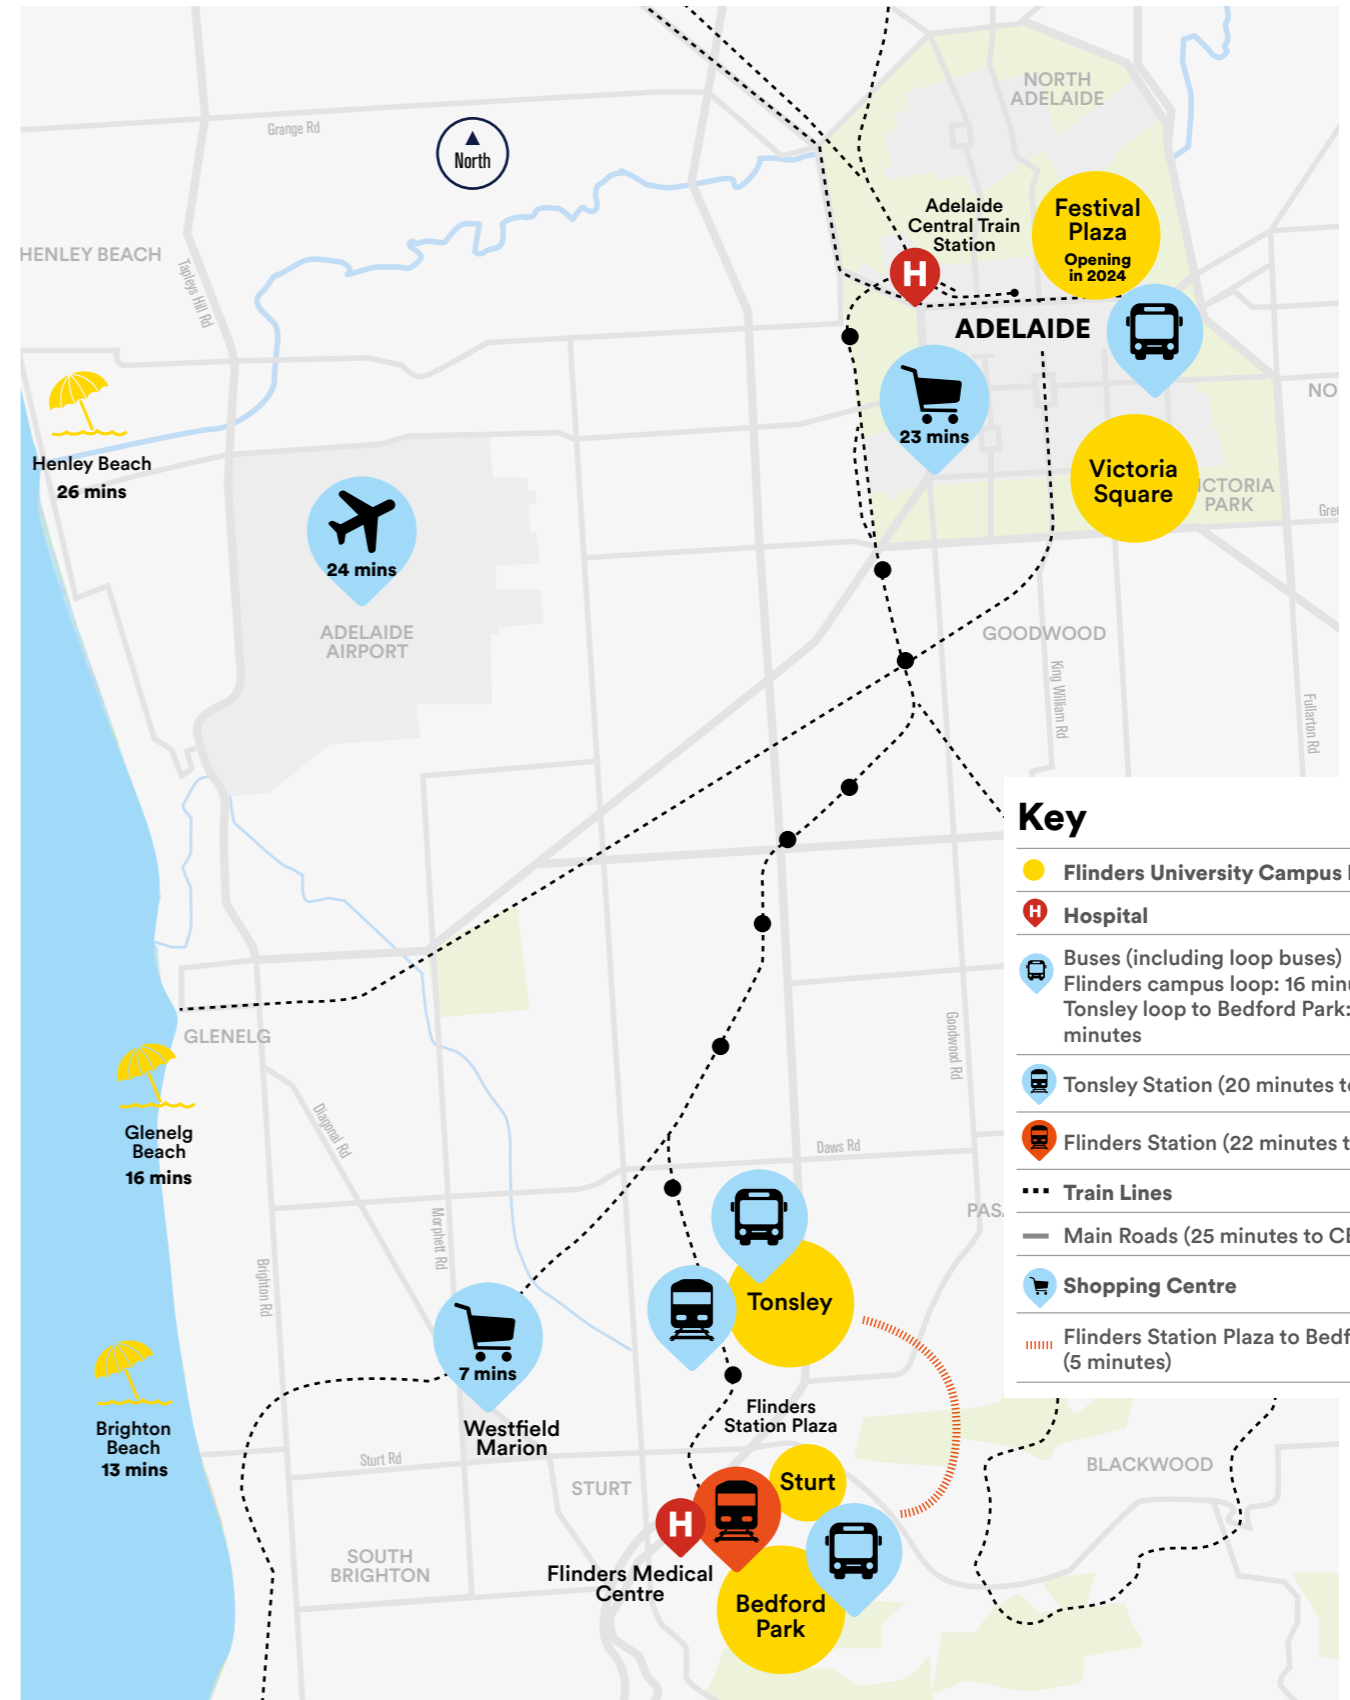 NORTH
ADELAIDE
Grange Rd
North
Adelaide
Central Train
Station
Festival
Plaza
Opening
in 2024
HENLEY BEACH
Tapleys Hill Rd
H
ADELAIDE
23 mins
NO
Henley Beach
26 mins
Victoria
Square
ICTORIA
PARK
24 mins
ADELAIDE
AIRPORT
GOODWOOD
King William Rd
Fullarton Rd
Key
Flinders University Campus
H
Hospital
Buses (including loop buses)
Flinders campus loop: 16 minu
Tonsley loop to Bedford Park:
minutes
Tonsley Station (20 minutes to
Flinders Station (22 minutes t
Train Lines
Main Roads (25 minutes to CB
Shopping Centre
Flinders Station Plaza to Bedf
(5 minutes)
GLENELG
Goodwood Rd
Glenelg
Beach
16 mins
Diagonal Rd
Daws Rd
PAS
Morphett Rd
Brighton Rd
Tonsley
7 mins
Westfield
Marion
Flinders
Station Plaza
Brighton
Beach
13 mins
Sturt Rd
STURT
Sturt
BLACKWOOD
H
SOUTH
BRIGHTON
Flinders Medical
Centre
Bedford
Park